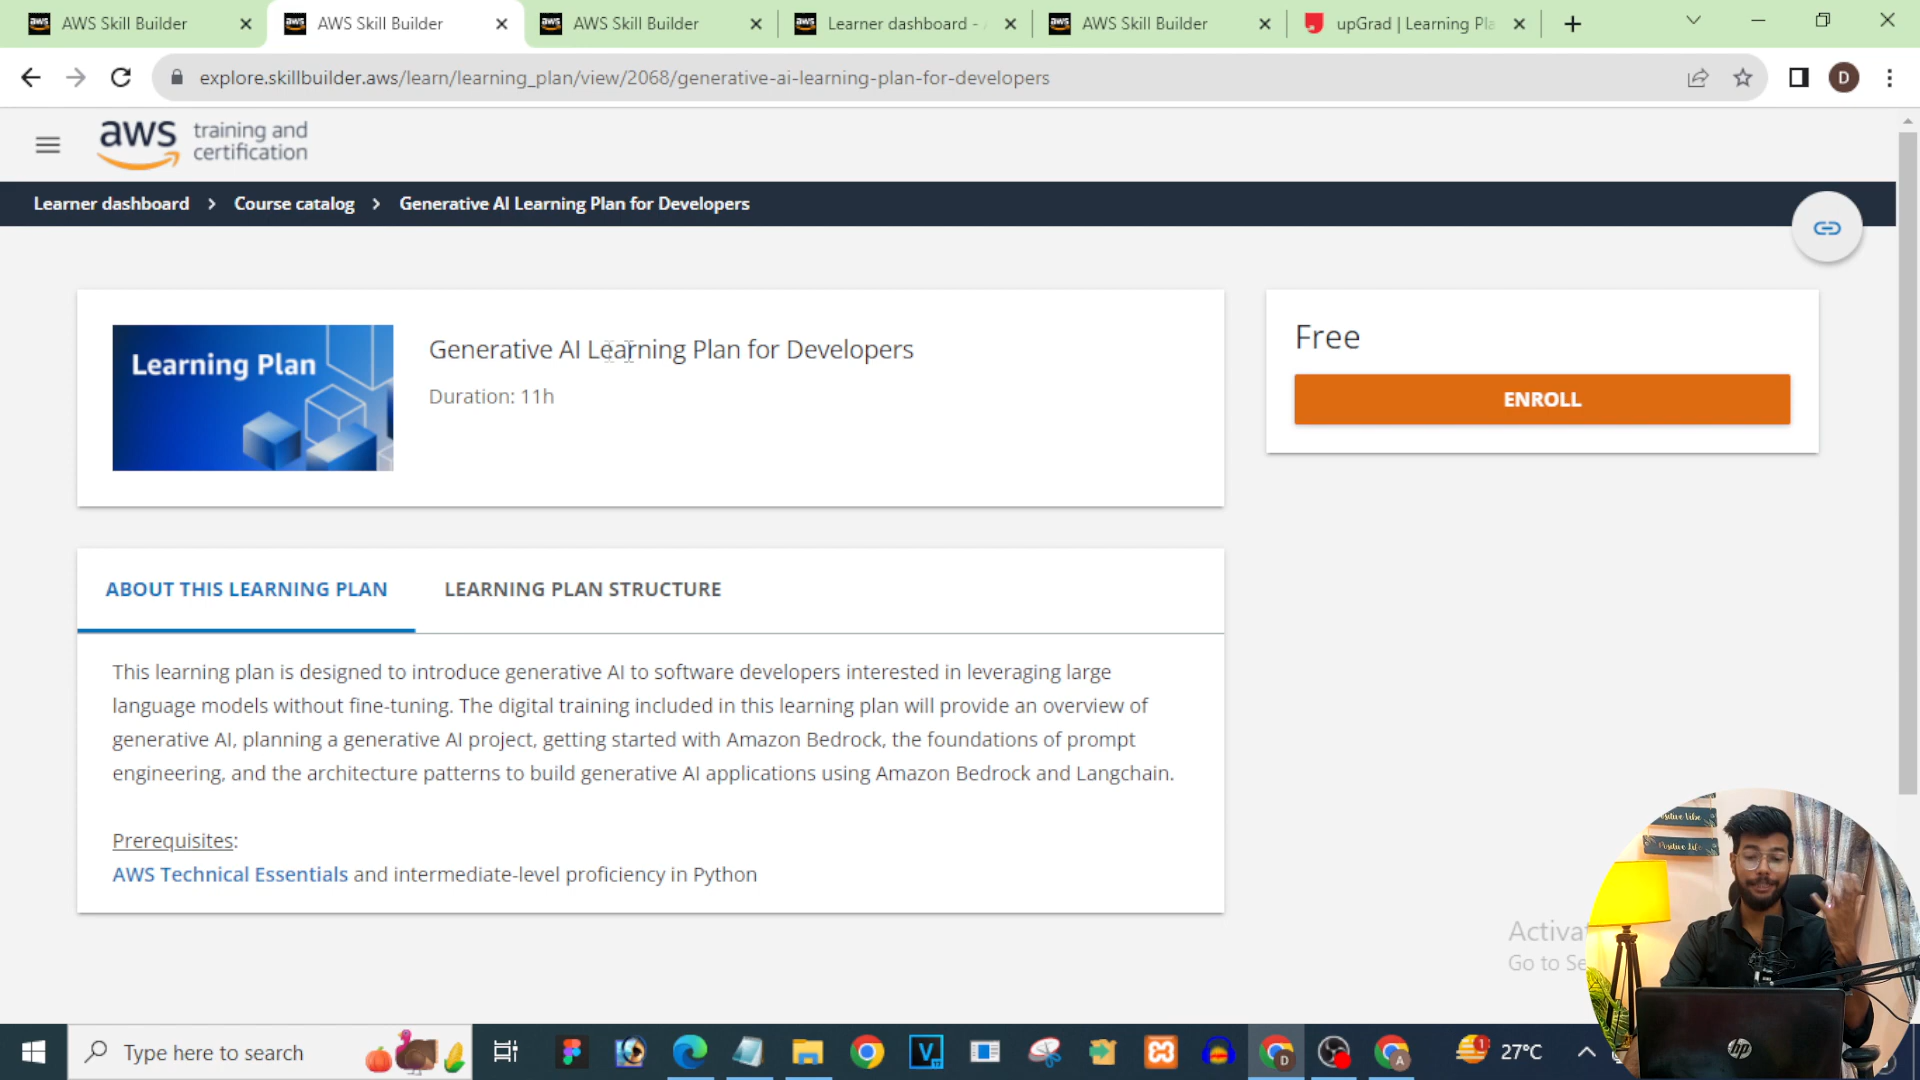 AWS Skill Builder
AWS Skill Builder
AWS Skill Builder
Learner dashboard -
AWS Skill Builder
upGrad | Learning Pl
explore.skillbuilder.aws/learn/learning_plan/view/2068/generative-ai-learning-plan-for-developers
D
aws training and
certification
Learner dashboard > Course catalog > Generative AI Learning Plan for Developers
Learning Plan
Generative AI Learning Plan for Developers
Duration: 11h
Free
ENROLL
ABOUT THIS LEARNING PLAN
LEARNING PLAN STRUCTURE
This learning plan is designed to introduce generative AI to software developers interested in leveraging large
language models without fine-tuning. The digital training included in this learning plan will provide an overview of
generative AI, planning a generative AI project, getting started with Amazon Bedrock, the foundations of prompt
engineering, and the architecture patterns to build generative AI applications using Amazon Bedrock and Langchain.
Prerequisites:
AWS Technical Essentials and intermediate-level proficiency in Python
Positive Life
Activa
Go to Se
hp
Type here to search
27°C